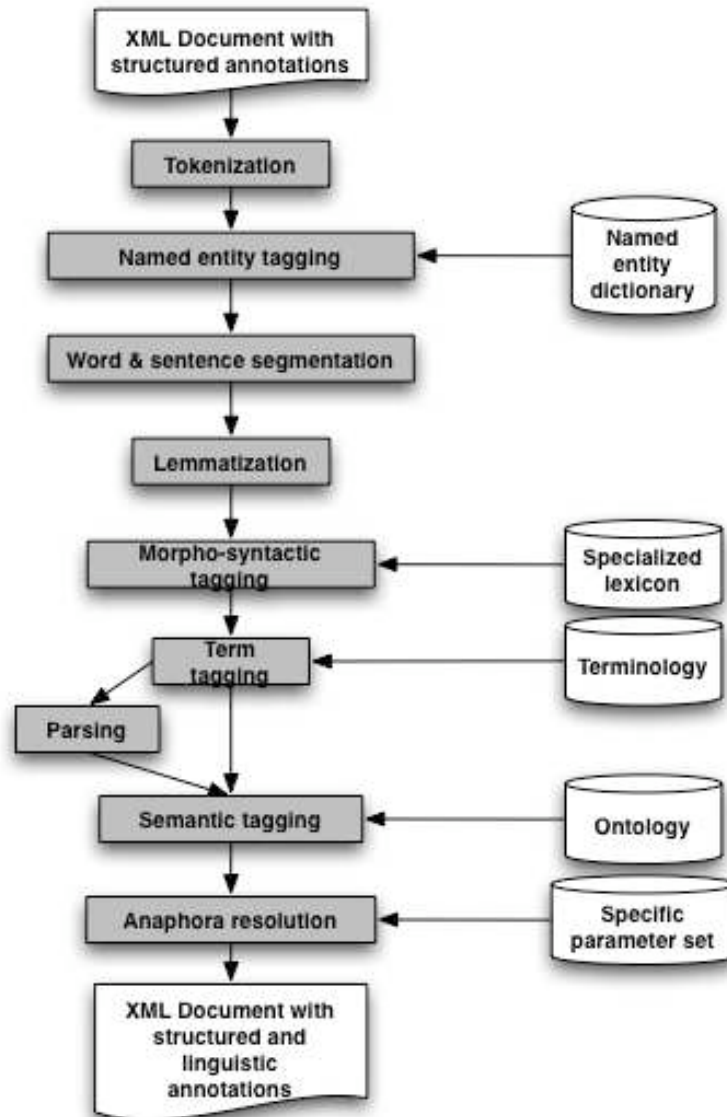 XML Document with
structured annotations
Tokenization
Named entity tagging
Named
entity
dictionary
Word & sentence segmentation
Lemmatization
Morpho-syntactic
tagging
Specialized
lexicon
Term
tagging
Terminology
Parsing
Semantic tagging
Ontology
Anaphora resolution
Specific
parameter set
XML Document with
structured and
linguistic
annotations